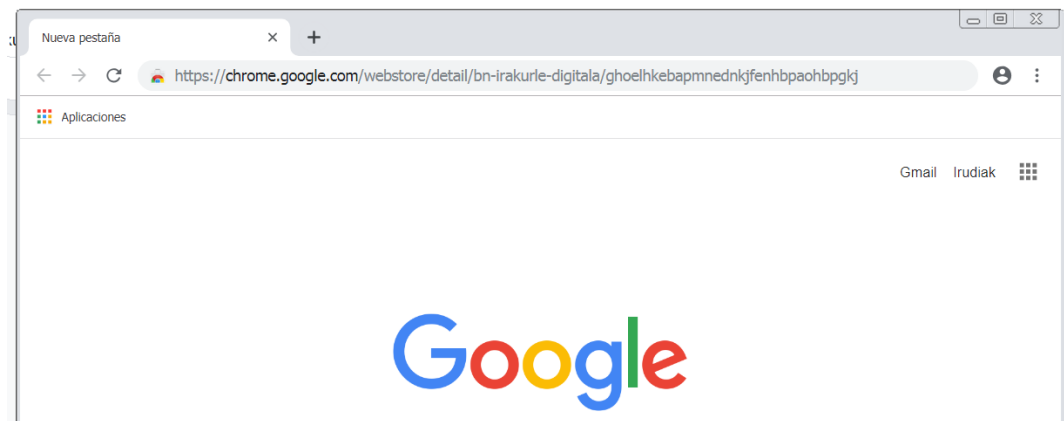 Nueva pestaña
https://chrome.google.com/webstore/detail/bn-irakurle-digitala/ghoelhkebapmnednkjfenhbpaohbpgkj
Aplicaciones
Gmail Irudiak
Google